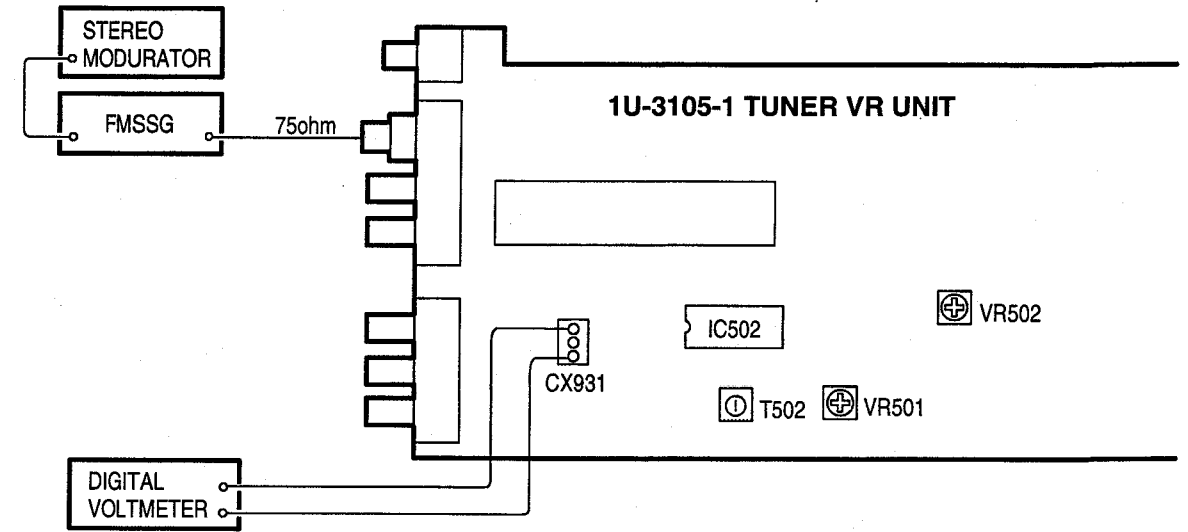 STEREO
MODURATOR
FMSSG
75ohm
1U-3105-1 TUNER VR UNIT
VR502
IC502
CX931
T502
VR501
DIGITAL
VOLTMETER